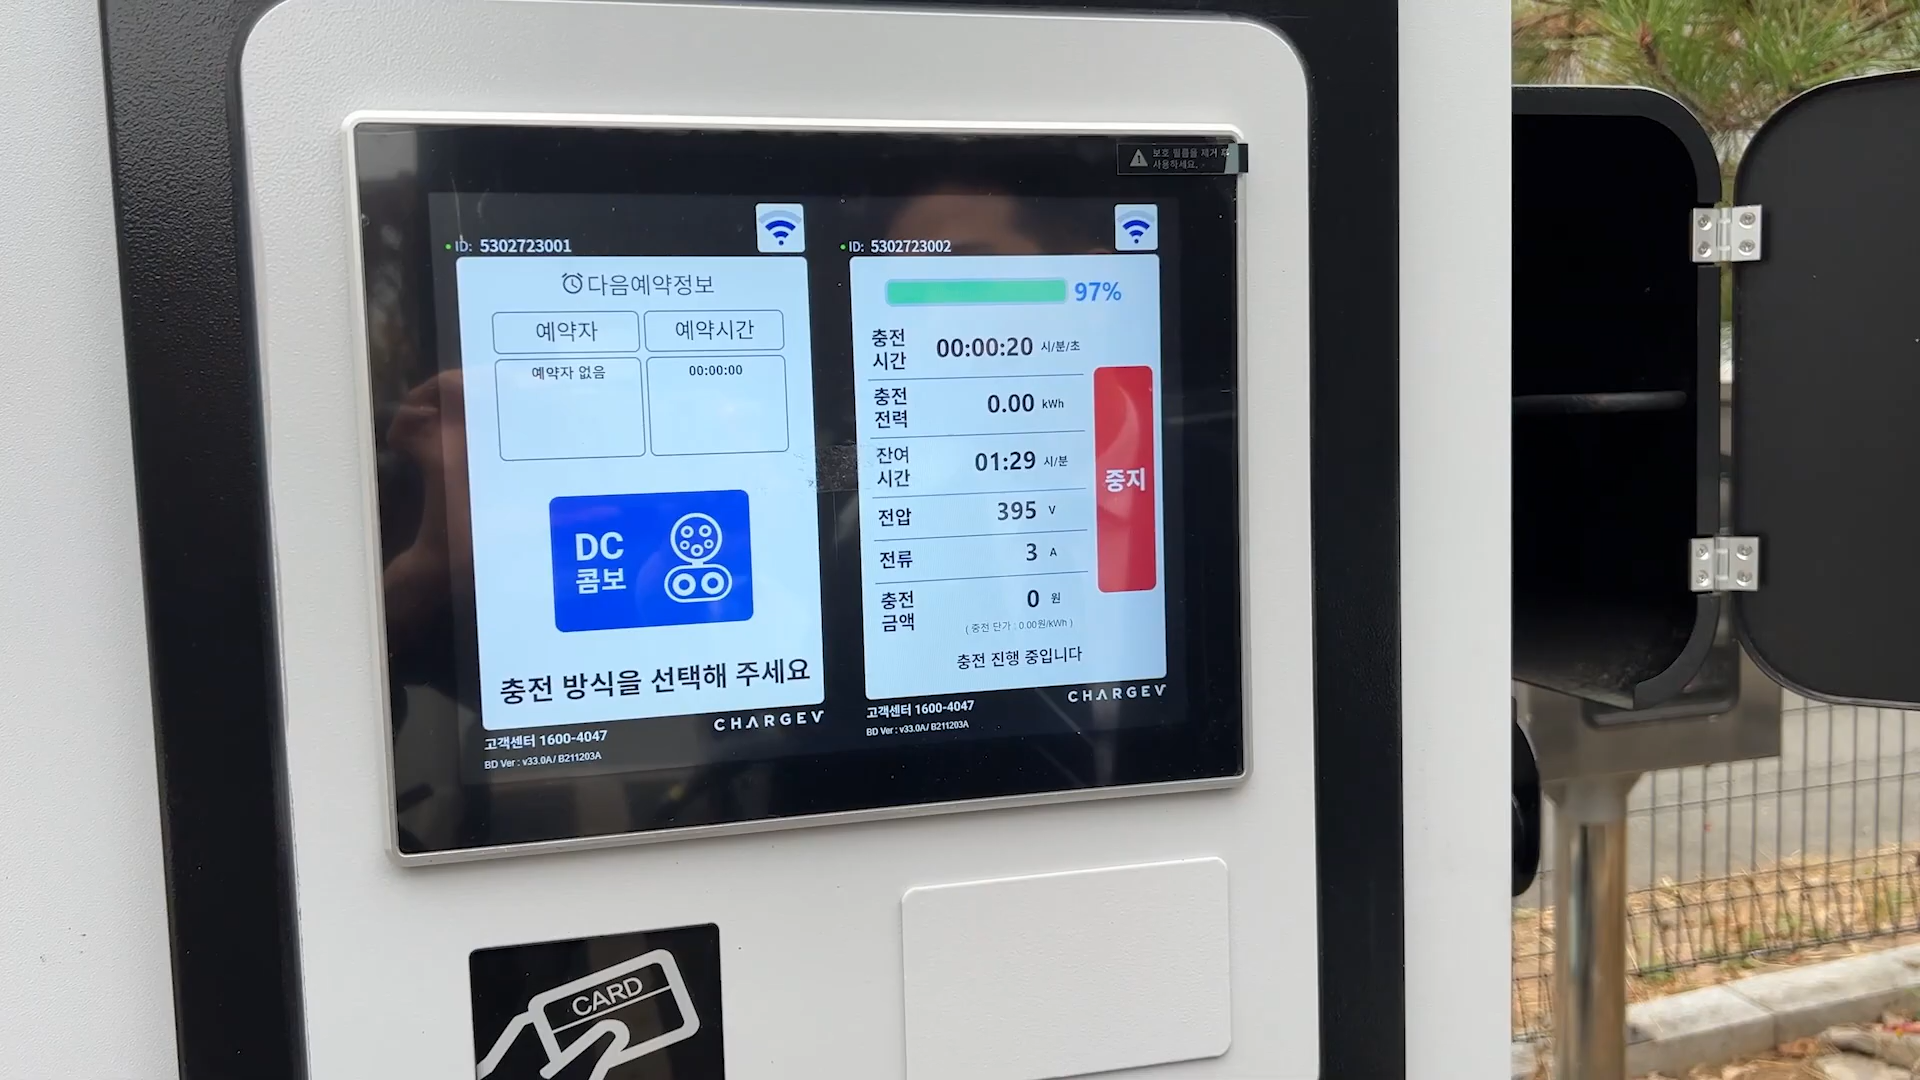 보호 필름을 제거 후
사용하세요.
ID: 5302723001
다음예약정보
예약자 예약시간
예약자 없음 00:00:00
DC
콤보
충전 방식을 선택해 주세요
CHARGEV
고객센터 1600-4047
BD Ver : v33.0A/ B211203A
ID: 5302723002
97%
충전
시간 00:00:20 시/분/초
충전
전력 0.00 kWh
잔여
시간 01:29 시/분
전압 395 V
전류 3 A
충전
금액 0 원
( 충전 단가 : 0.00원/kWh )
중지
충전 진행 중입니다
CHARGEV
고객센터 1600-4047
BD Ver : v33.0A/ B211203A
CARD